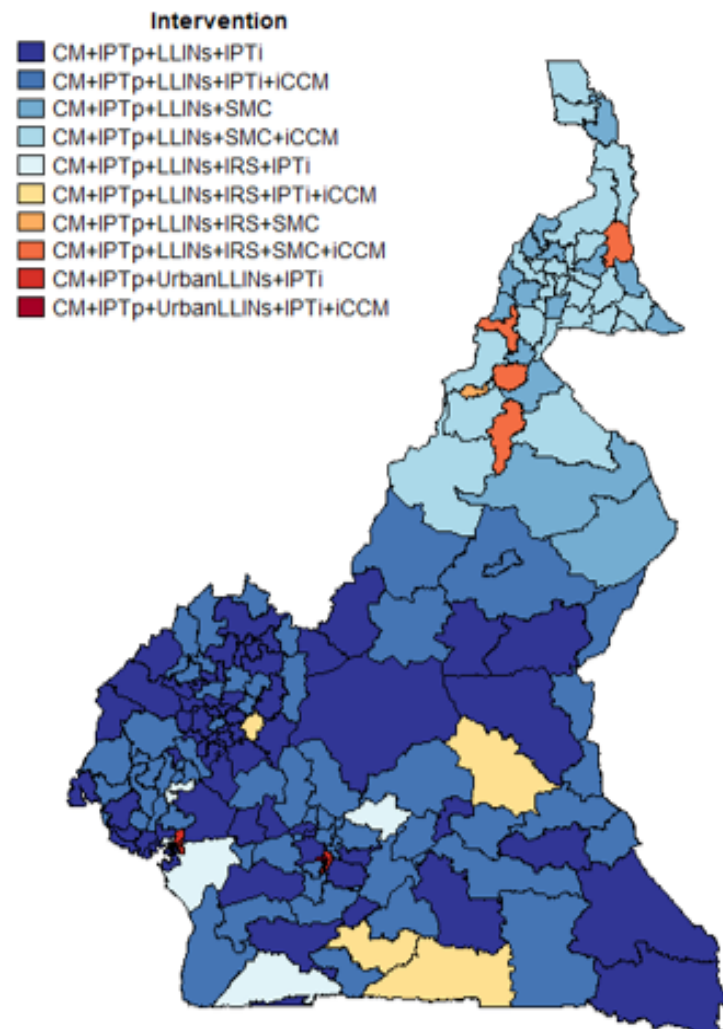 Intervention
CM+IPTp+LLINs+IPTi
CM+IPTp+LLINs+IPTi+iCCM
CM+IPTp+LLINs+SMC
CM+IPTp+LLINs+SMC+iCCM
CM+IPTp+LLINs+IRS+IPTi
CM+IPTp+LLINs+IRS+IPTi+iCCM
CM+IPTp+LLINs+IRS+SMC
CM+IPTp+LLINs+IRS+SMC+iCCM
CM+IPTp+UrbanLLINs+IPTi
CM+IPTp+UrbanLLINs+IPTi+iCCM